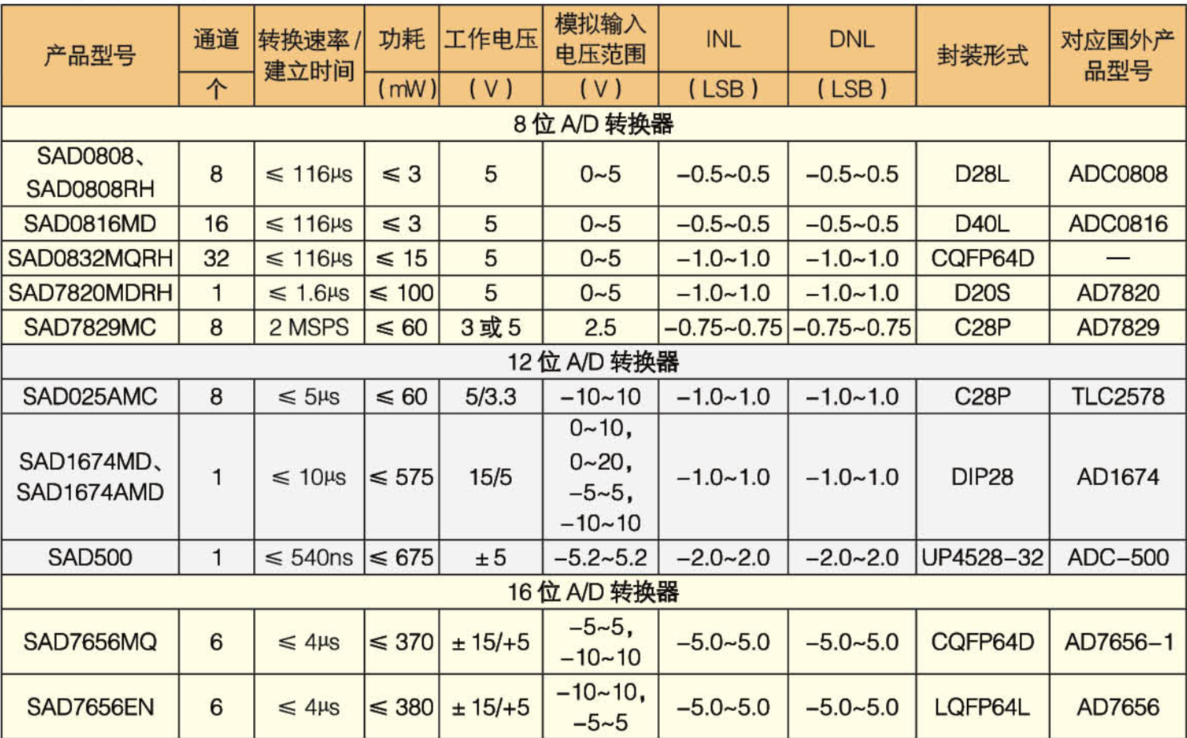 产品型号 通道 转换速率/建立时间 功耗 工作电压 模拟输入电压范围 INL DNL 封装形式 对应国外产品型号
个 (mW) (V) (V) (LSB) (LSB)
8 位 A/D 转换器
SAD0808、SAD0808RH 8 ≤ 116μs ≤ 3 5 0~5 −0.5~0.5 −0.5~0.5 D28L ADC0808
SAD0816MD 16 ≤ 116μs ≤ 3 5 0~5 −0.5~0.5 −0.5~0.5 D40L ADC0816
SAD0832MQRH 32 ≤ 116μs ≤ 15 5 0~5 −1.0~1.0 −1.0~1.0 CQFP64D —
SAD7820MDRH 1 ≤ 1.6μs ≤ 100 5 0~5 −1.0~1.0 −1.0~1.0 D20S AD7820
SAD7829MC 8 2 MSPS ≤ 60 3 或 5 2.5 −0.75~0.75 −0.75~0.75 C28P AD7829
12 位 A/D 转换器
SAD025AMC 8 ≤ 5μs ≤ 60 5/3.3 −10~10 −1.0~1.0 −1.0~1.0 C28P TLC2578
SAD1674MD、SAD1674AMD 1 ≤ 10μs ≤ 575 15/5 0~10, 0~20, −5~5, −10~10 −1.0~1.0 −1.0~1.0 DIP28 AD1674
SAD500 1 ≤ 540ns ≤ 675 ±5 −5.2~5.2 −2.0~2.0 −2.0~2.0 UP4528−32 ADC−500
16 位 A/D 转换器
SAD7656MQ 6 ≤ 4μs ≤ 370 ±15/+5 −5~5, −10~10 −5.0~5.0 −5.0~5.0 CQFP64D AD7656−1
SAD7656EN 6 ≤ 4μs ≤ 380 ±15/+5 −10~10, −5~5 −5.0~5.0 −5.0~5.0 LQFP64L AD7656